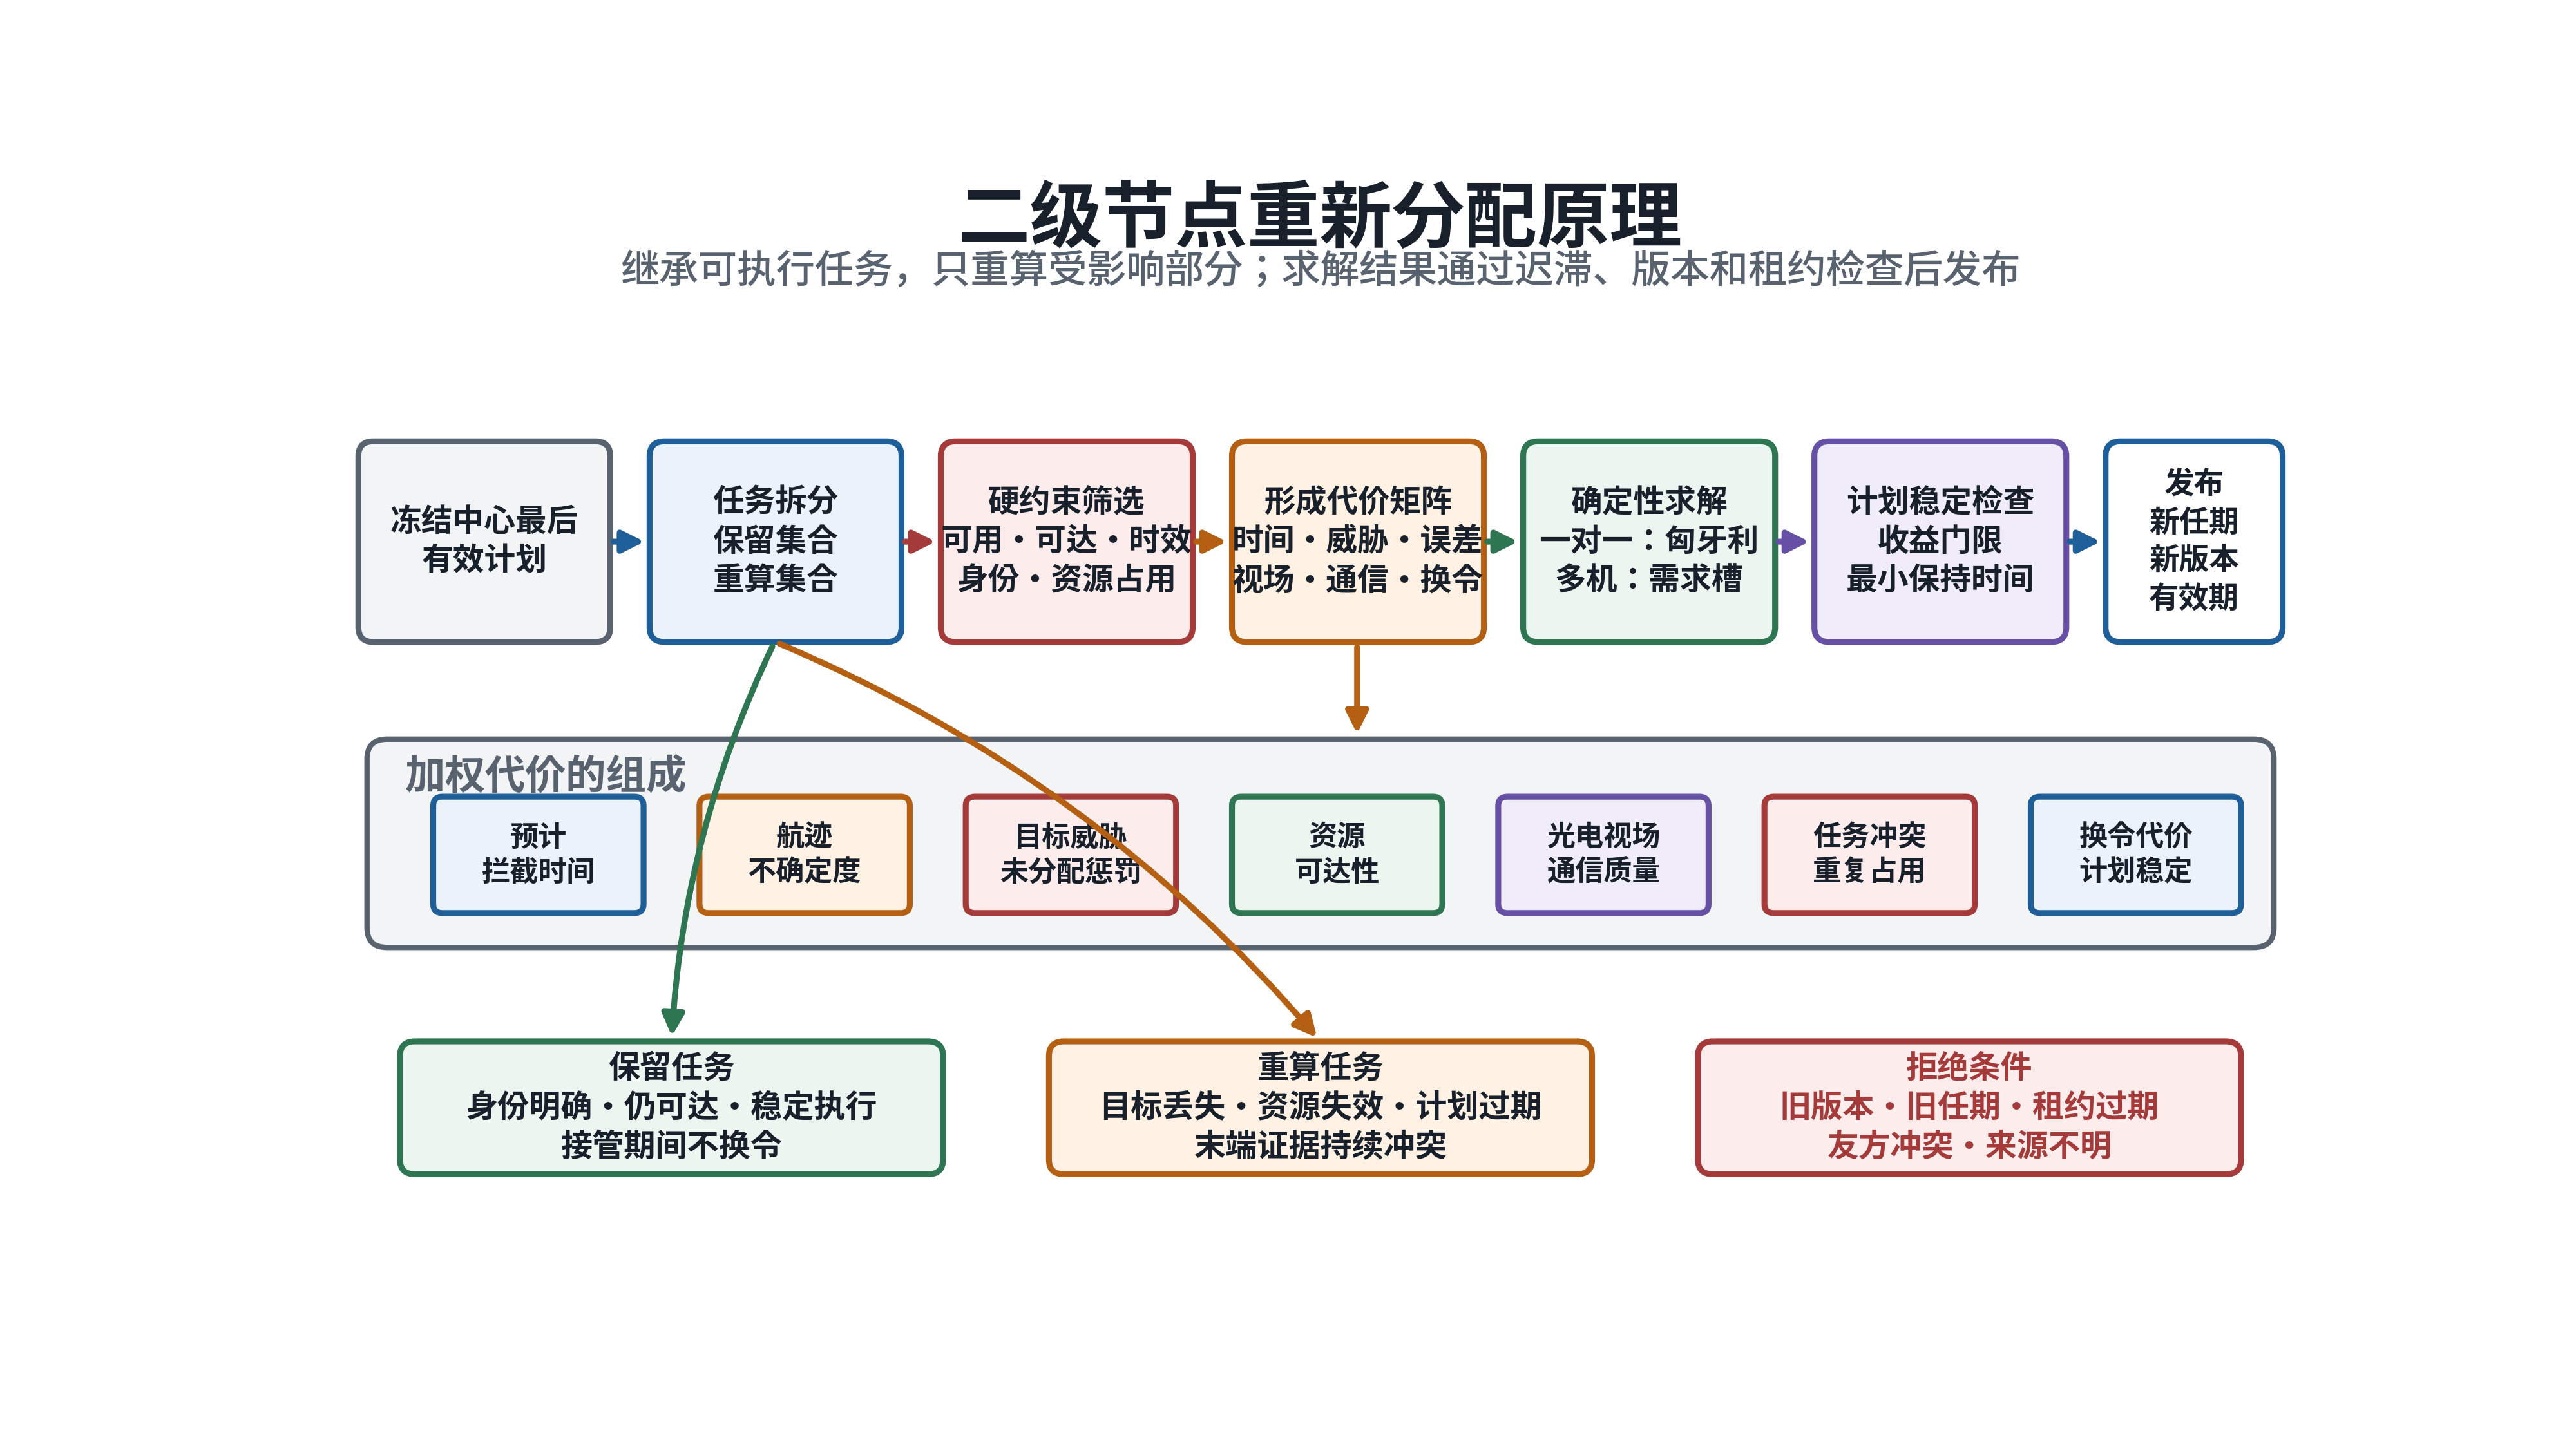 二级节点重新分配原理
继承可执行任务，只重算受影响部分；求解结果通过迟滞、版本和租约检查后发布
冻结中心最后
有效计划
任务拆分
保留集合
重算集合
硬约束筛选
可用·可达·时效
身份·资源占用
形成代价矩阵
时间·威胁·误差
视场·通信·换令
确定性求解
一对一：匈牙利
多机：需求槽
计划稳定检查
收益门限
最小保持时间
发布
新任期
新版本
有效期
加权代价的组成
预计
拦截时间
航迹
不确定度
目标威胁
未分配惩罚
资源
可达性
光电视场
通信质量
任务冲突
重复占用
换令代价
计划稳定
保留任务
身份明确·仍可达·稳定执行
接管期间不换令
重算任务
目标丢失·资源失效·计划过期
末端证据持续冲突
拒绝条件
旧版本·旧任期·租约过期
友方冲突·来源不明